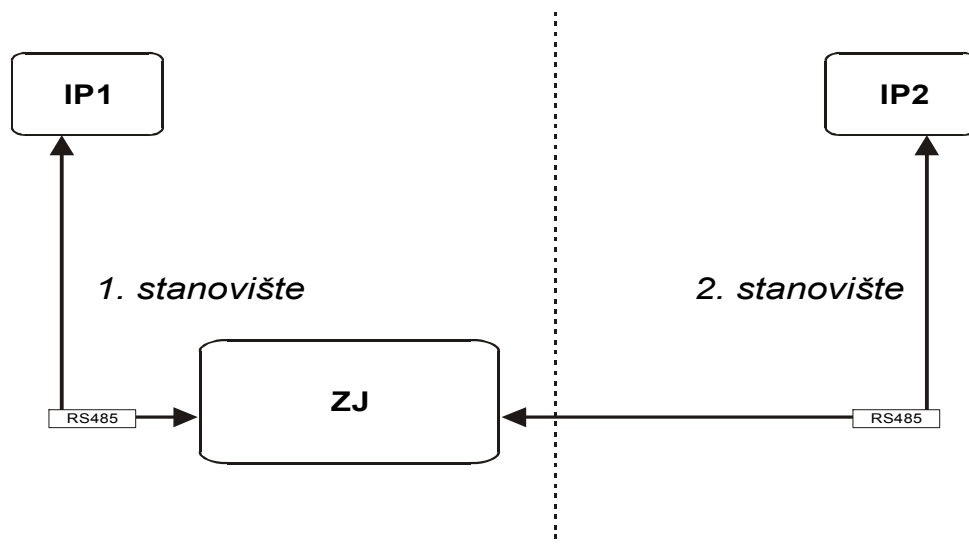 IP1
IP2
1. stanovište
2. stanovište
ZJ
RS485
RS485